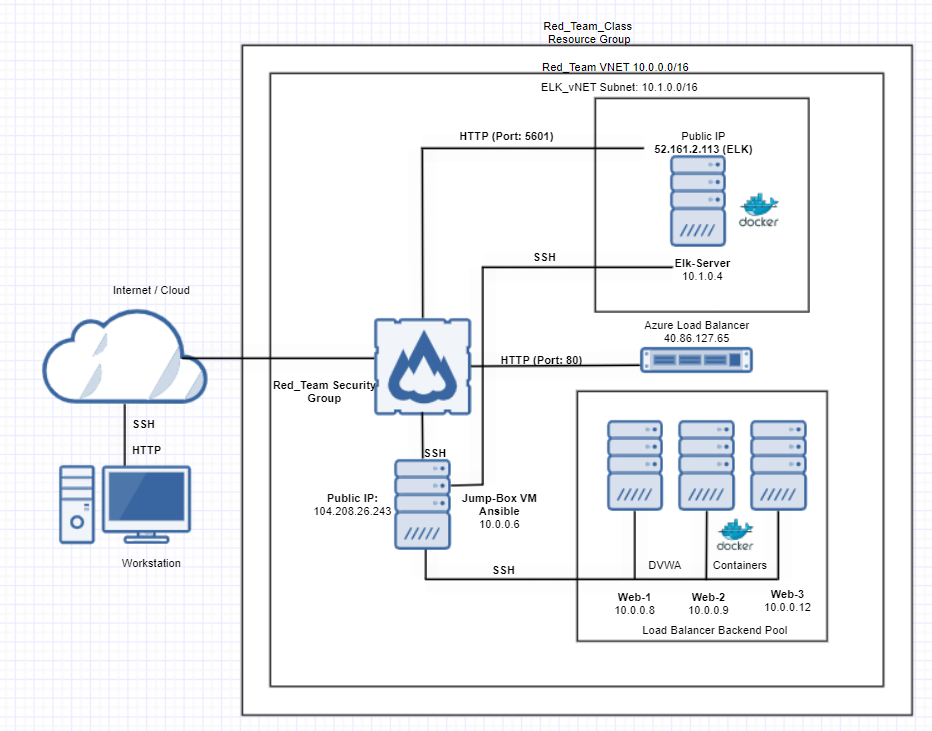 Red_Team_Class
Resource Group
Red_Team VNET 10.0.0.0/16
ELK_vNET Subnet: 10.1.0.0/16
HTTP (Port: 5601)
Public IP
52.161.2.113 (ELK)
docker
SSH
Elk-Server
10.1.0.4
Internet / Cloud
Azure Load Balancer
40.86.127.65
HTTP (Port: 80)
Red_Team Security
Group
SSH
HTTP
SSH
Public IP:
104.208.26.243
Jump-Box VM
Ansible
10.0.0.6
Workstation
docker
SSH
DVWA
Containers
Web-1
10.0.0.8
Web-2
10.0.0.9
Web-3
10.0.0.12
Load Balancer Backend Pool